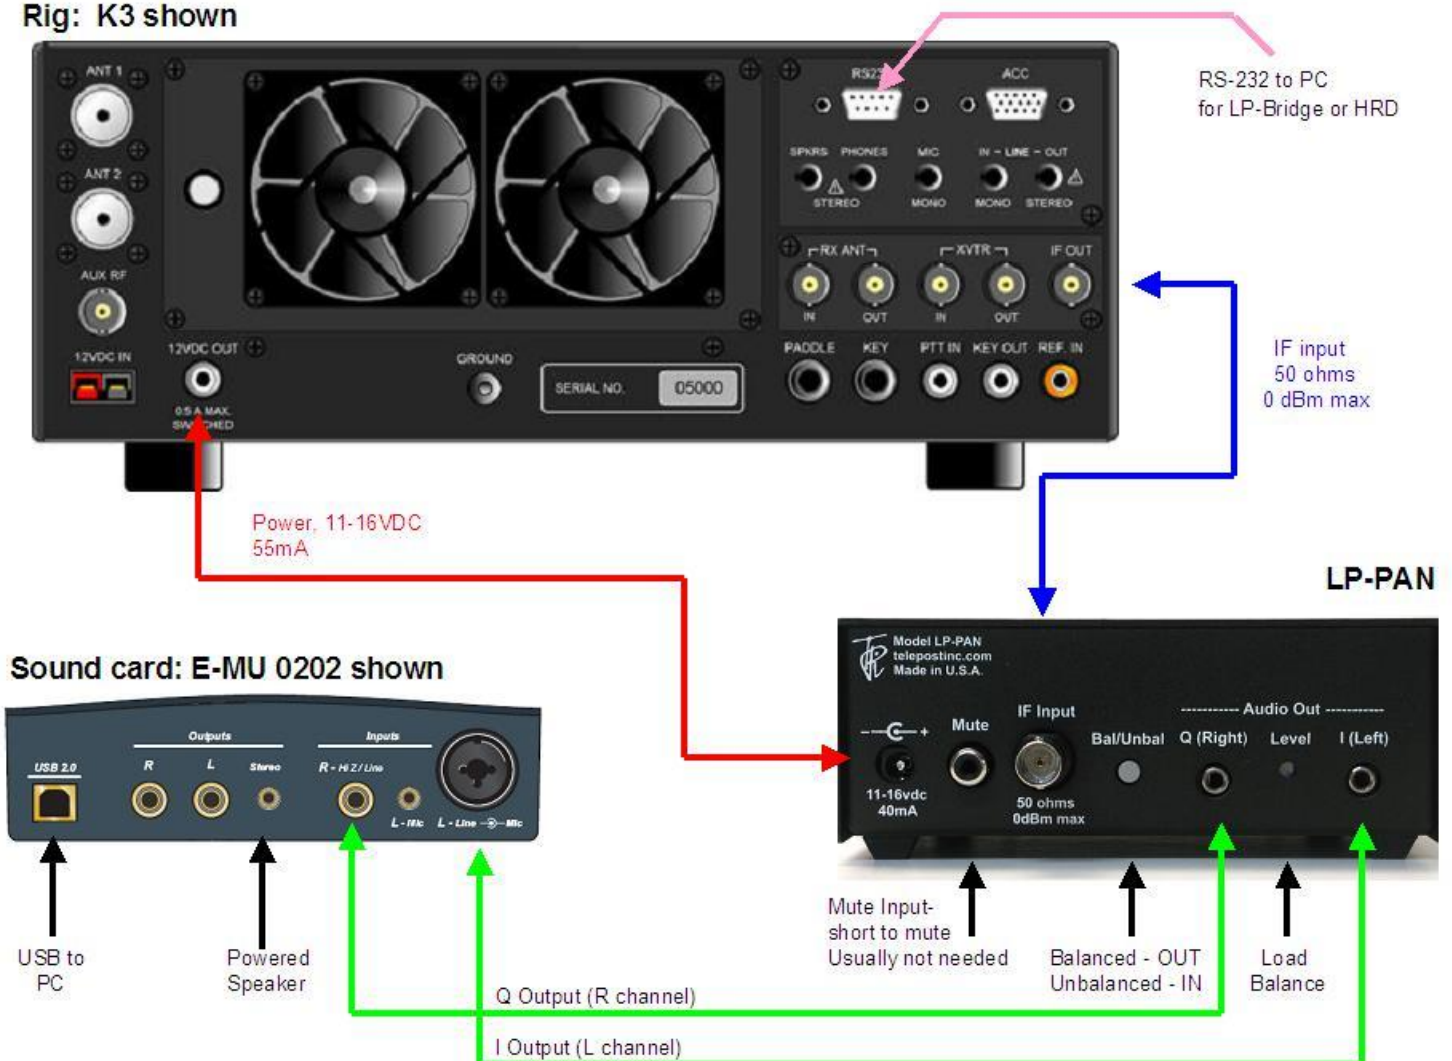 Rig: K3 shown
ANT 1
RS23
ACC
RS-232 to PC
for LP-Bridge or HRD
SPKRS PHONES MIC IN - LINE - OUT
STEREO MONO MONO STEREO
ANT 2
RX ANT XVTR IF OUT
IN OUT IN OUT
AUX RF
12VDC IN
12VDC OUT
0.5 A MAX.
SWITCHED
GROUND
SERIAL NO. 05000
PADDLE KEY PTT IN KEY OUT REF. IN
IF input
50 ohms
0 dBm max
Power, 11-16VDC
55mA
LP-PAN
Sound card: E-MU 0202 shown
Outputs Inputs
USB 2.0 R L Stereo R - Hi Z / Line
L - Mic L - Line Mic
Model LP-PAN
telepostinc.com
Made in U.S.A.
- + Mute IF Input Bal/Unbal
---------- Audio Out ----------
Q (Right) Level I (Left)
11-16vdc
40mA
50 ohms
0dBm max
USB to
PC
Powered
Speaker
Mute Input-
short to mute
Usually not needed
Balanced - OUT
Unbalanced - IN
Load
Balance
Q Output (R channel)
I Output (L channel)